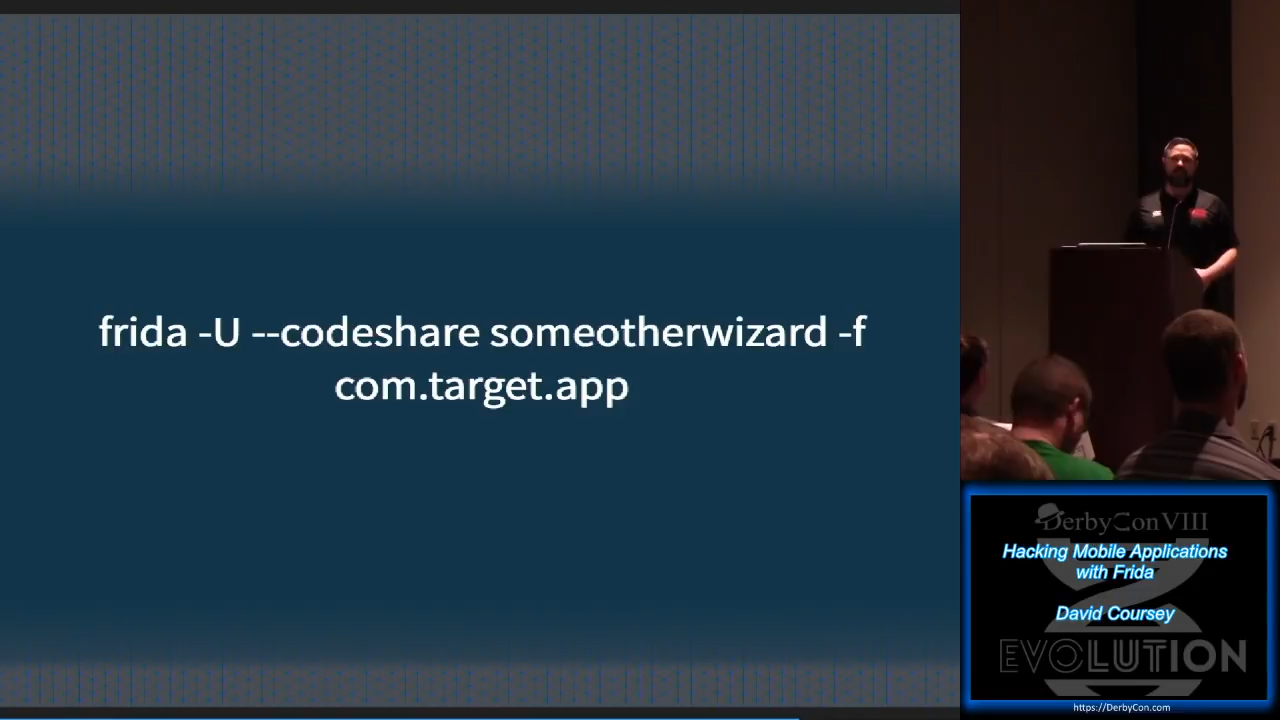 frida -U --codeshare someotherwizard -f
com.target.app
DerbyCon VIII
Hacking Mobile Applications
with Frida
David Coursey
EVOLUTION
https://DerbyCon.com